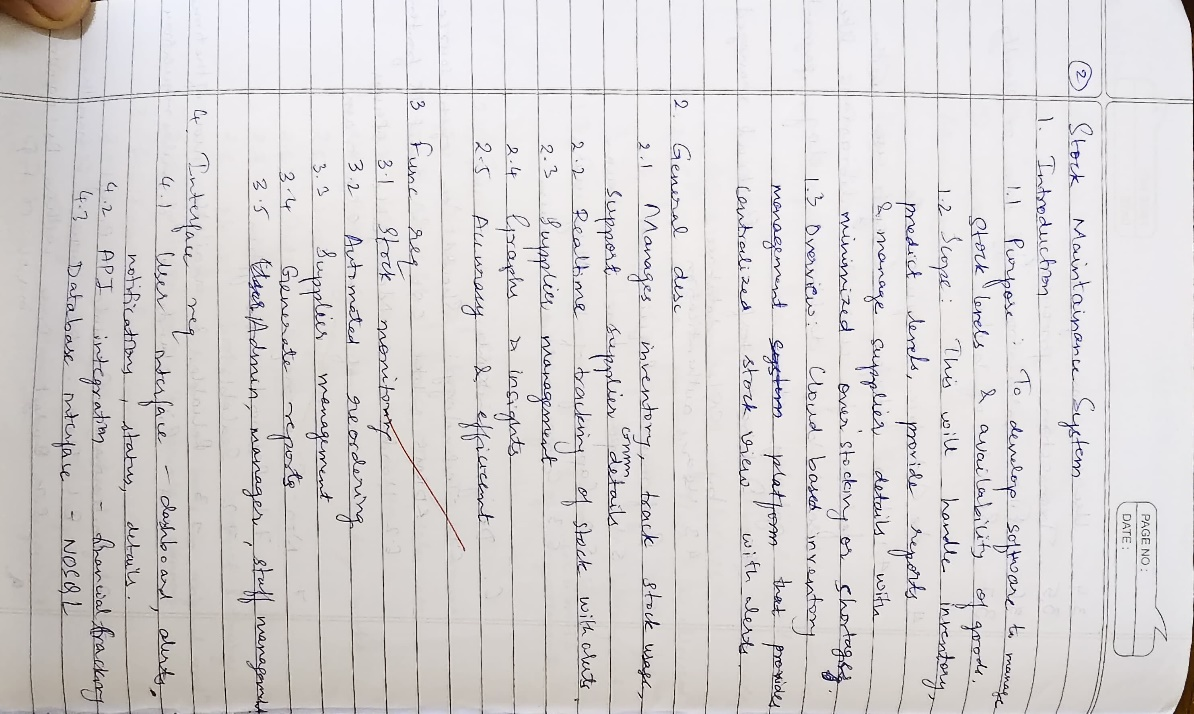 PAGE NO :
DATE :
② Stock Maintainance System
1. Introduction
1.1 Purpose : To develop software to manage
stock levels & availability of goods.
1.2 Scope : This will handle inventory,
predict levels, provide reports
& manage supplier details with
minimized over stocking or shortages.
1.3 Overview : Cloud based inventory
management system platform that provides
centralized stock view with alerts.
2. General desc
2.1 Manages inventory, track stock usage,
support supplier comm details
2.2 Realtime tracking of stock with alerts.
2.3 Supplier management
2.4 Graphs & insights
2.5 Accuracy & efficient
3 Func req
3.1 Stock monitoring
3.2 Automated reordering
3.3 Supplier management
3.4 Generate reports
3.5 User/Admin, manager, staff management
4. Interface req
4.1 User interface - dashboard, alerts,
notifications, status, details.
4.2 API integration - financial tracking
4.3 Database interface - NOSQL